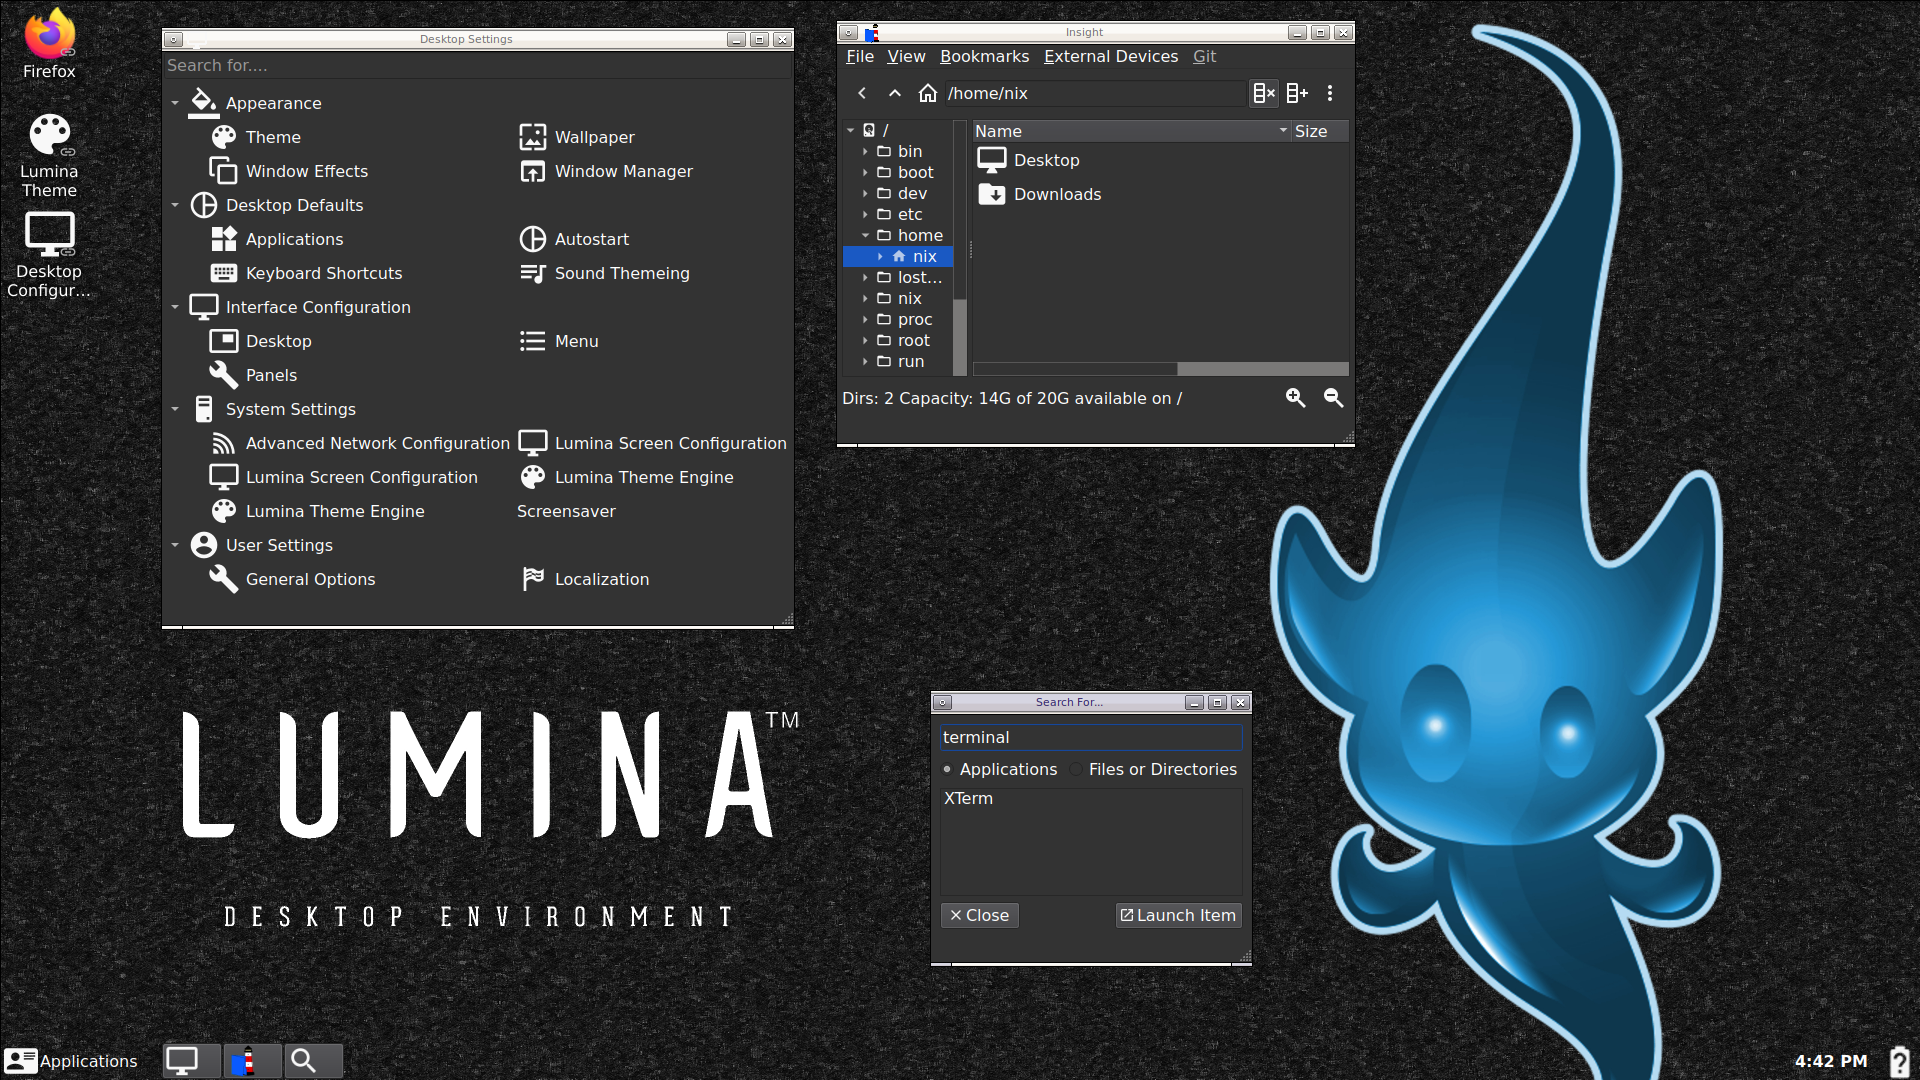 Firefox
Lumina
Theme
Desktop
Configur...
Desktop Settings
Search for....
Appearance
Theme Wallpaper
Window Effects Window Manager
Desktop Defaults
Applications Autostart
Keyboard Shortcuts Sound Themeing
Interface Configuration
Desktop Menu
Panels
System Settings
Advanced Network Configuration Lumina Screen Configuration
Lumina Screen Configuration Lumina Theme Engine
Lumina Theme Engine Screensaver
User Settings
General Options Localization
Insight
File View Bookmarks External Devices Git
/home/nix
/
bin
boot
dev
etc
home
nix
lost...
nix
proc
root
run
Name Size
Desktop
Downloads
Dirs: 2 Capacity: 14G of 20G available on /
LUMINA™
DESKTOP ENVIRONMENT
Search For...
terminal
Applications Files or Directories
XTerm
Close Launch Item
Applications
4:42 PM